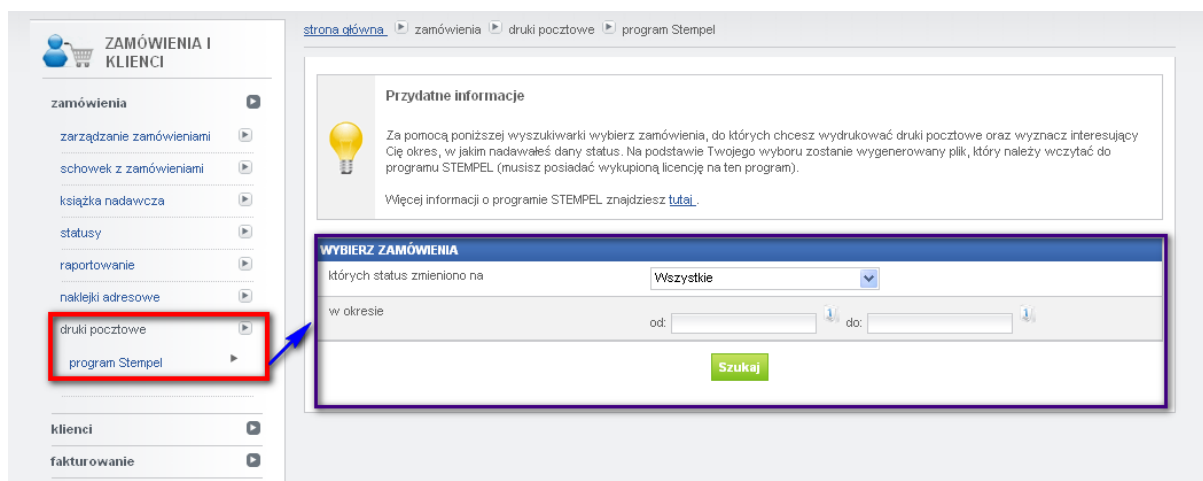 ZAMÓWIENIA I
KLIENCI
zamówienia
zarządzanie zamówieniami
schowek z zamówieniami
książka nadawcza
statusy
raportowanie
naklejki adresowe
druki pocztowe
program Stempel
klienci
fakturowanie
strona główna zamówienia druki pocztowe program Stempel
Przydatne informacje
Za pomocą poniższej wyszukiwarki wybierz zamówienia, do których chcesz wydrukować druki pocztowe oraz wyznacz interesujący
Cię okres, w jakim nadawałeś dany status. Na podstawie Twojego wyboru zostanie wygenerowany plik, który należy wczytać do
programu STEMPEL (musisz posiadać wykupioną licencję na ten program).
Więcej informacji o programie STEMPEL znajdziesz tutaj .
WYBIERZ ZAMÓWIENIA
których status zmieniono na Wszystkie
w okresie od: do:
Szukaj